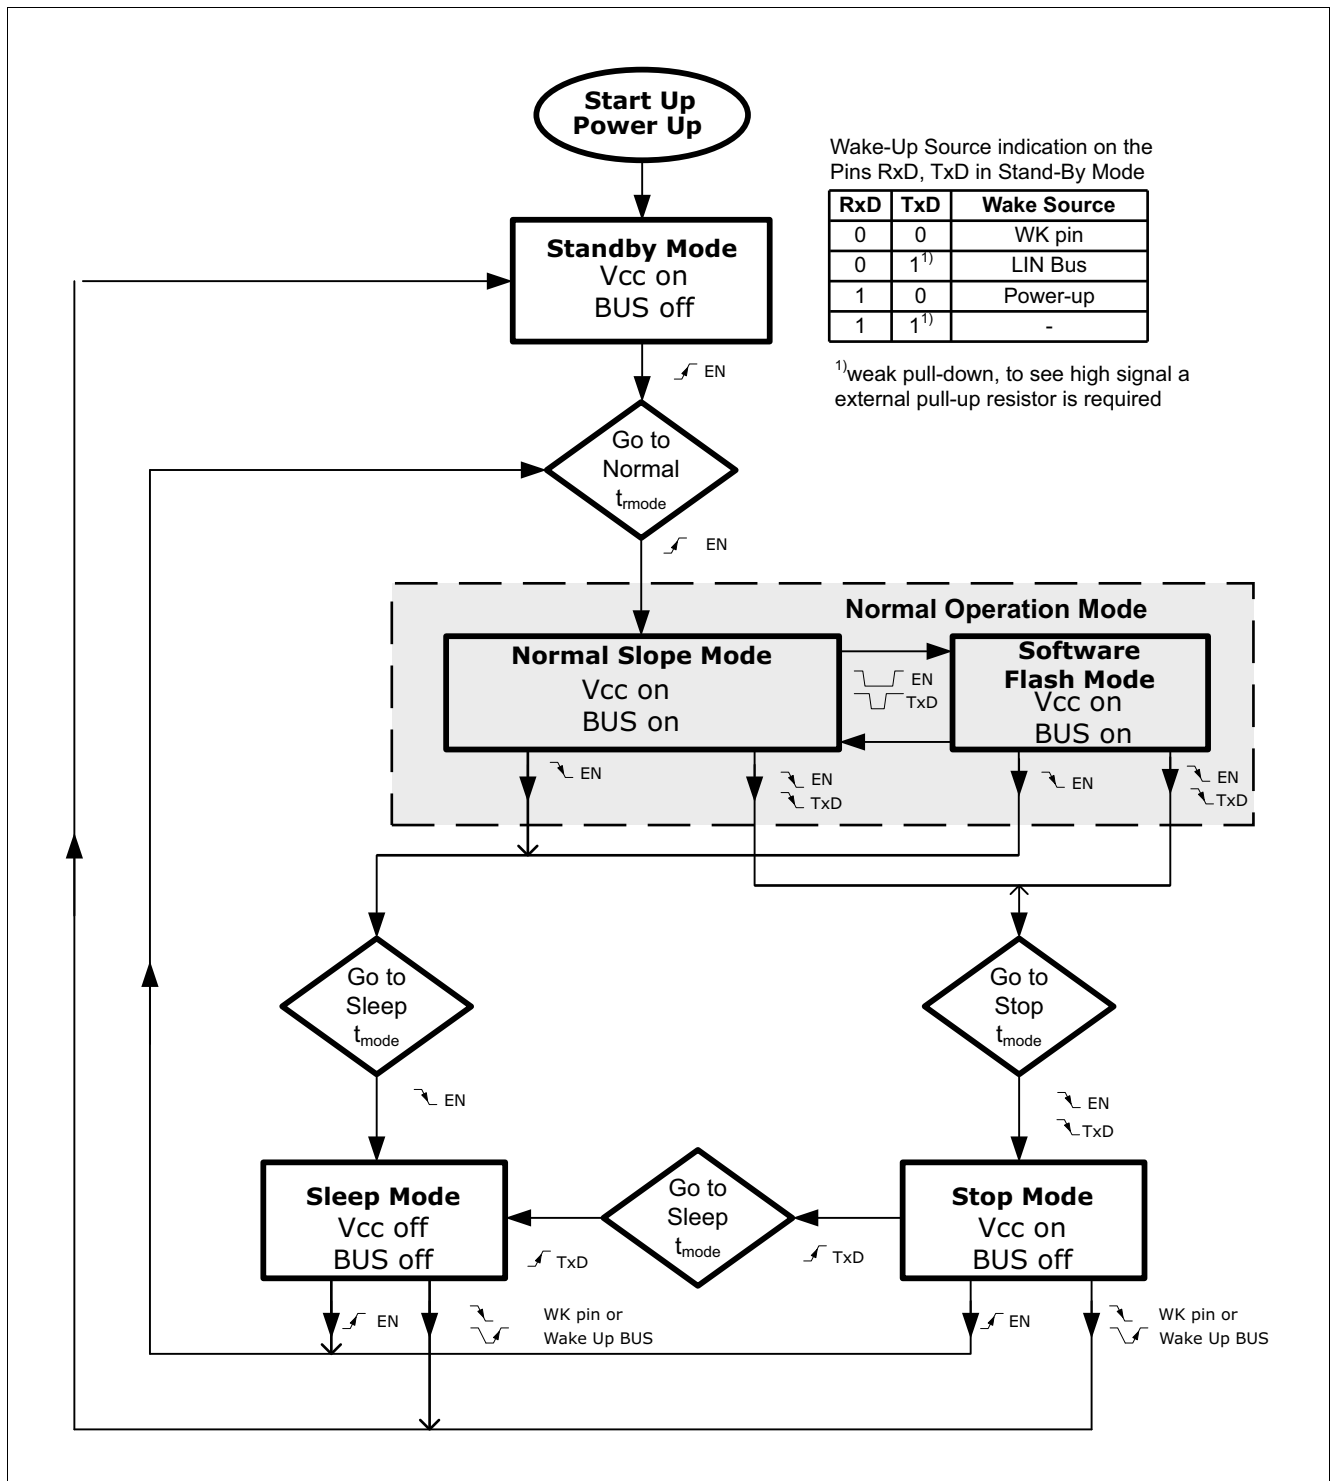 Start Up
Power Up
Wake-Up Source indication on the
Pins RxD, TxD in Stand-By Mode
RxD TxD Wake Source
0 0 WK pin
0 1¹⁾ LIN Bus
1 0 Power-up
1 1¹⁾ -
¹⁾weak pull-down, to see high signal a
external pull-up resistor is required
Standby Mode
Vcc on
BUS off
EN
Go to
Normal
trmode
EN
Normal Operation Mode
Normal Slope Mode
Vcc on
BUS on
EN
TxD
Software
Flash Mode
Vcc on
BUS on
EN
EN
TxD
EN
EN
TxD
Go to
Sleep
tmode
EN
Go to
Stop
tmode
EN
TxD
Sleep Mode
Vcc off
BUS off
TxD
Go to
Sleep
tmode
TxD
Stop Mode
Vcc on
BUS off
EN
WK pin or
Wake Up BUS
EN
WK pin or
Wake Up BUS